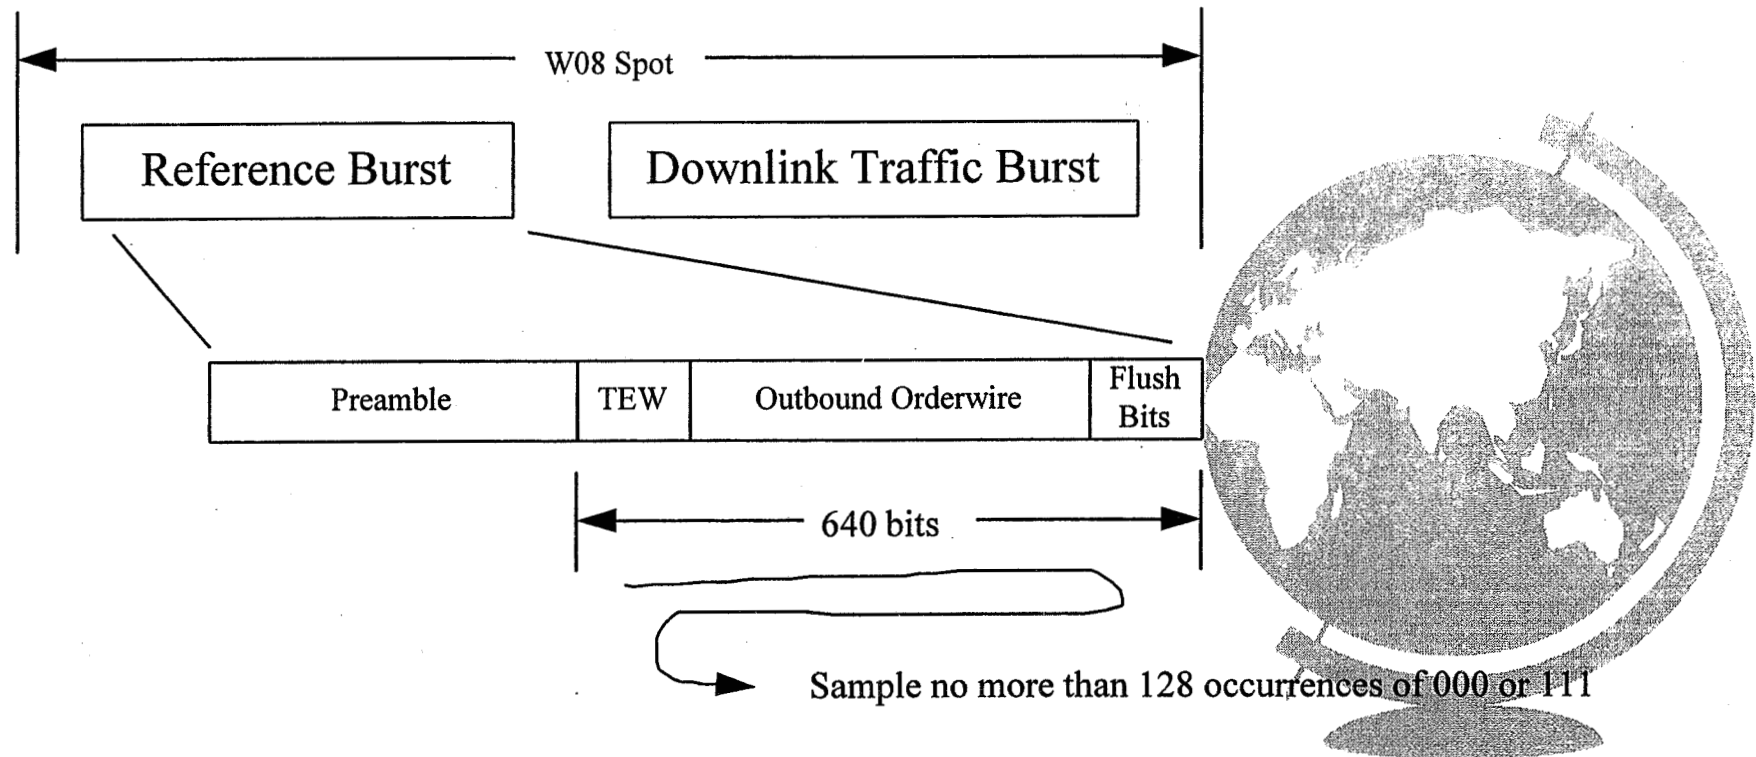 W08 Spot
Reference Burst
Downlink Traffic Burst
Preamble
TEW
Outbound Orderwire
Flush
Bits
640 bits
Sample no more than 128 occurrences of 000 or 111